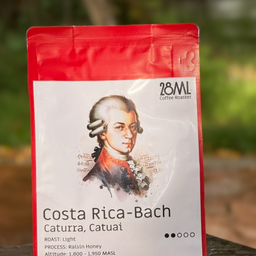 28ML
Coffee Roaster
Costa Rica-Bach
Caturra, Catuai
ROAST: Light
PROCESS: Raisin Honey
Altitude: 1,800 - 1,950 MASL